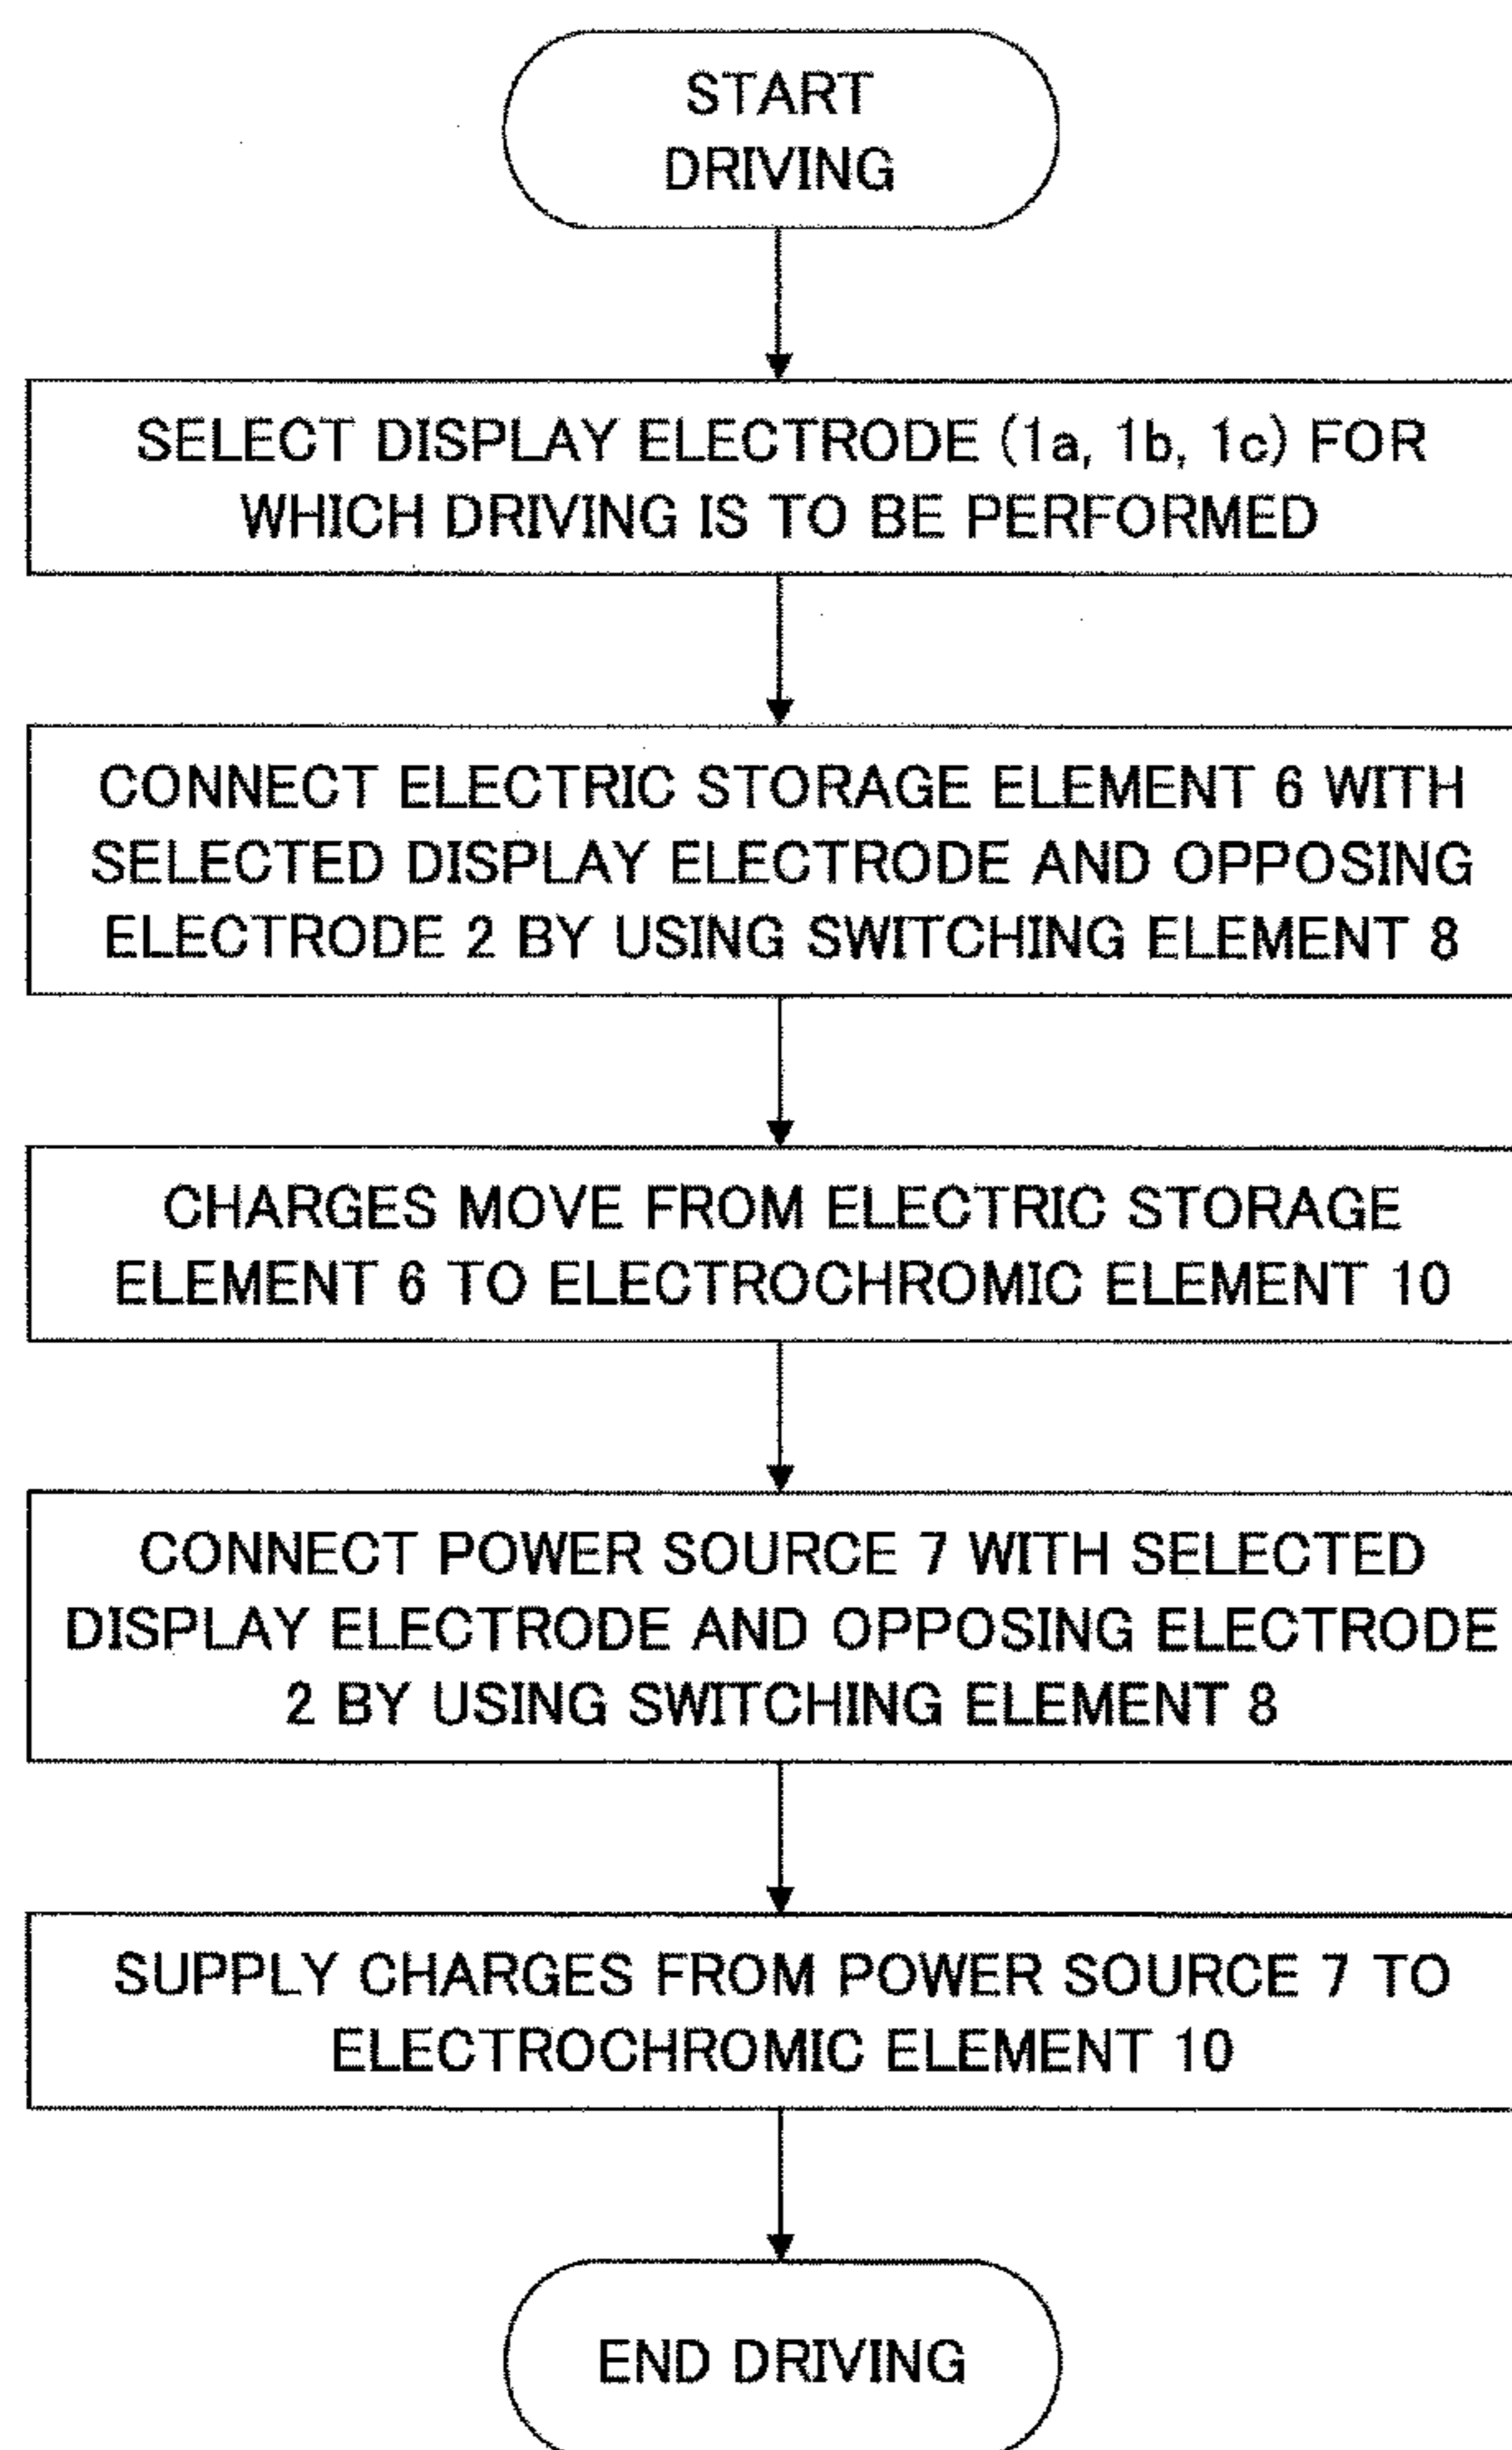 START
DRIVING
SELECT DISPLAY ELECTRODE (1a, 1b, 1c) FOR
WHICH DRIVING IS TO BE PERFORMED
CONNECT ELECTRIC STORAGE ELEMENT 6 WITH
SELECTED DISPLAY ELECTRODE AND OPPOSING
ELECTRODE 2 BY USING SWITCHING ELEMENT 8
CHARGES MOVE FROM ELECTRIC STORAGE
ELEMENT 6 TO ELECTROCHROMIC ELEMENT 10
CONNECT POWER SOURCE 7 WITH SELECTED
DISPLAY ELECTRODE AND OPPOSING ELECTRODE
2 BY USING SWITCHING ELEMENT 8
SUPPLY CHARGES FROM POWER SOURCE 7 TO
ELECTROCHROMIC ELEMENT 10
END DRIVING